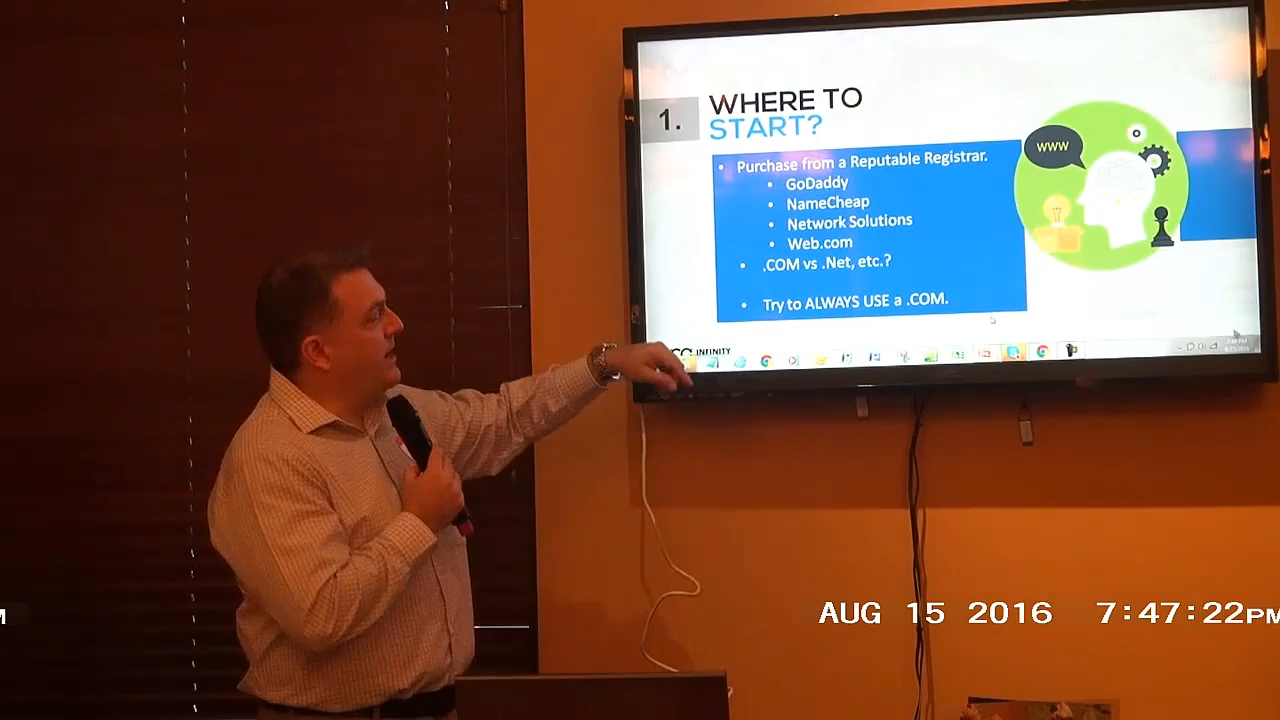 1.
WHERE TO
START?
WWW
• Purchase from a Reputable Registrar.
• GoDaddy
• NameCheap
• Network Solutions
• Web.com
• .COM vs .Net, etc.?
• Try to ALWAYS USE a .COM.
INFINITY
M
AUG 15 2016 7:47:22PM